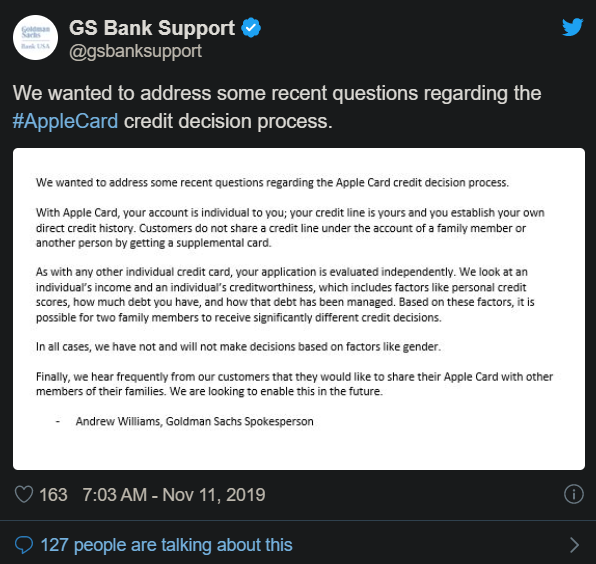 Goldman
Sachs
Bank USA
GS Bank Support
@gsbanksupport
We wanted to address some recent questions regarding the
#AppleCard credit decision process.
We wanted to address some recent questions regarding the Apple Card credit decision process.
With Apple Card, your account is individual to you; your credit line is yours and you establish your own
direct credit history. Customers do not share a credit line under the account of a family member or
another person by getting a supplemental card.
As with any other individual credit card, your application is evaluated independently. We look at an
individual's income and an individual's creditworthiness, which includes factors like personal credit
scores, how much debt you have, and how that debt has been managed. Based on these factors, it is
possible for two family members to receive significantly different credit decisions.
In all cases, we have not and will not make decisions based on factors like gender.
Finally, we hear frequently from our customers that they would like to share their Apple Card with other
members of their families. We are looking to enable this in the future.
- Andrew Williams, Goldman Sachs Spokesperson
163 7:03 AM - Nov 11, 2019
127 people are talking about this